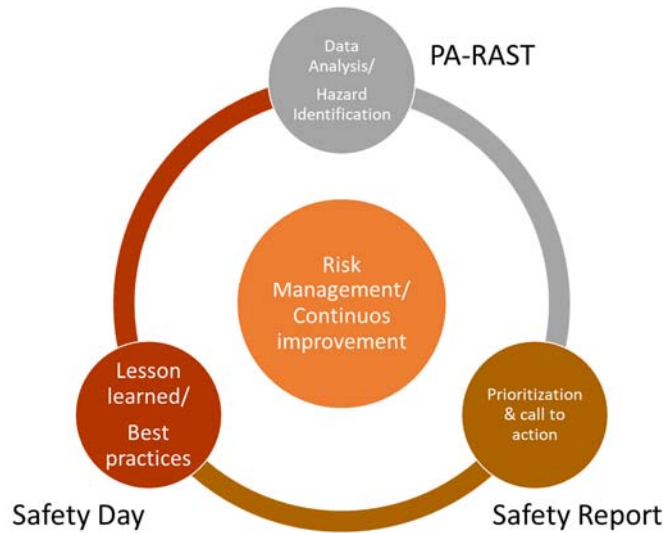 Data
Analysis/
Hazard
Identification
PA-RAST
Risk
Management/
Continuos
improvement
Lesson
learned/
Best
practices
Prioritization
& call to
action
Safety Day
Safety Report